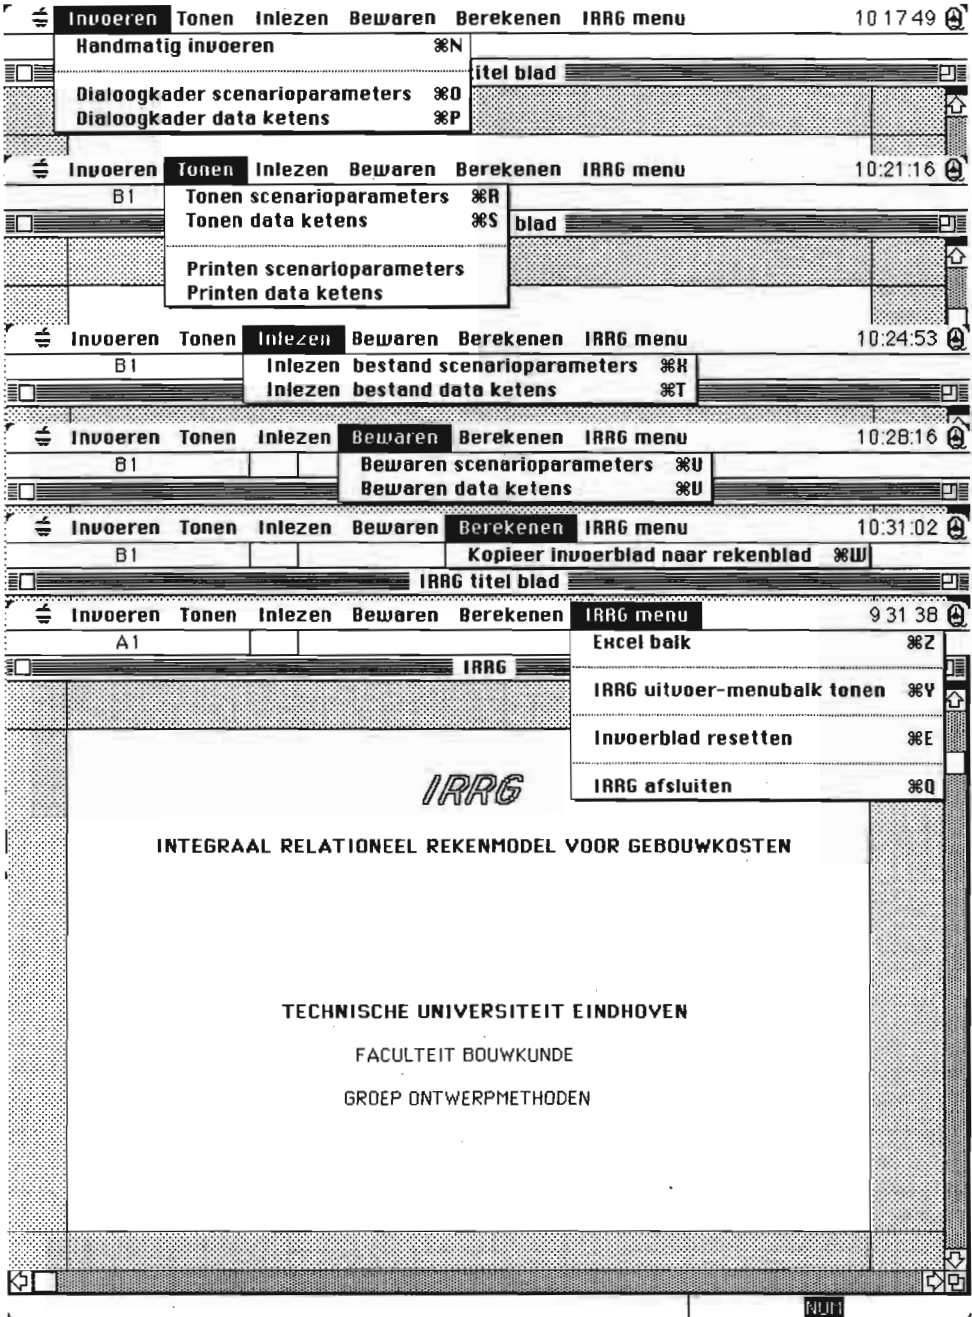 Invoeren Tonen Inlezen Bewaren Berekenen IRRG menu 10 17 49
Handmatig invoeren ⌘N
itel blad
Dialoogkader scenarioparameters ⌘O
Dialoogkader data ketens ⌘P
Invoeren Tonen Inlezen Bewaren Berekenen IRRG menu 10:21:16
B1 Tonen scenarioparameters ⌘R
Tonen data ketens ⌘S blad
Printen scenarioparameters
Printen data ketens
Invoeren Tonen Inlezen Bewaren Berekenen IRRG menu 10:24:53
B1 Inlezen bestand scenarioparameters
Inlezen bestand data ketens ⌘T
Invoeren Tonen Inlezen Bewaren Berekenen IRRG menu 10:28:16
B1 Bewaren scenarioparameters ⌘U
Bewaren data ketens
Invoeren Tonen Inlezen Bewaren Berekenen IRRG menu 10:31:02
B1 Kopieer invoerblad naar rekenblad ⌘W
IRRG titel blad
Invoeren Tonen Inlezen Bewaren Berekenen IRRG menu 9 31 38
A1 Excel balk ⌘Z
IRRG
IRRG uitvoer-menubalk tonen ⌘Y
Invoerblad resetten ⌘E
IRRG afsluiten ⌘Q
IRRG
INTEGRAAL RELATIONEEL REKENMODEL VOOR GEBOUWKOSTEN
TECHNISCHE UNIVERSITEIT EINDHOVEN
FACULTEIT BOUWKUNDE
GROEP ONTWERPMETHODEN
NUM